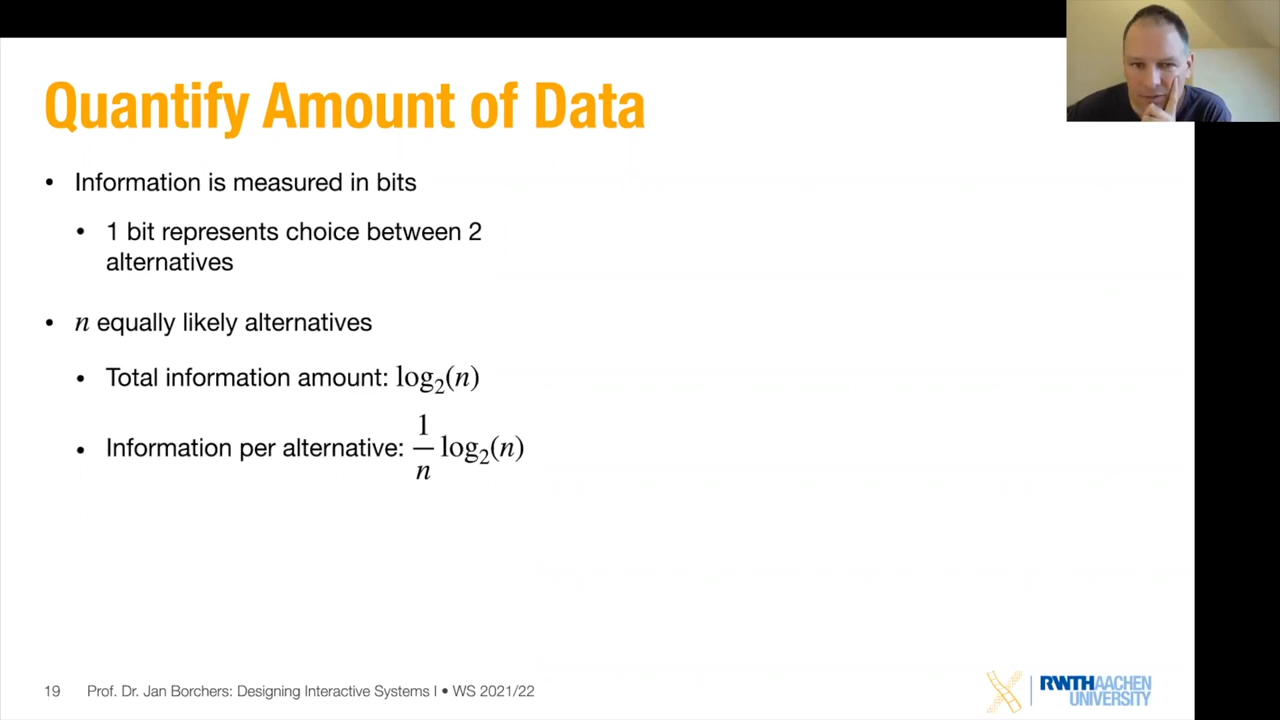 Quantify Amount of Data
• Information is measured in bits
• 1 bit represents choice between 2
alternatives
• n equally likely alternatives
• Total information amount: log₂(n)
• Information per alternative: 1/n log₂(n)
19 Prof. Dr. Jan Borchers: Designing Interactive Systems I • WS 2021/22
RWTH AACHEN
UNIVERSITY